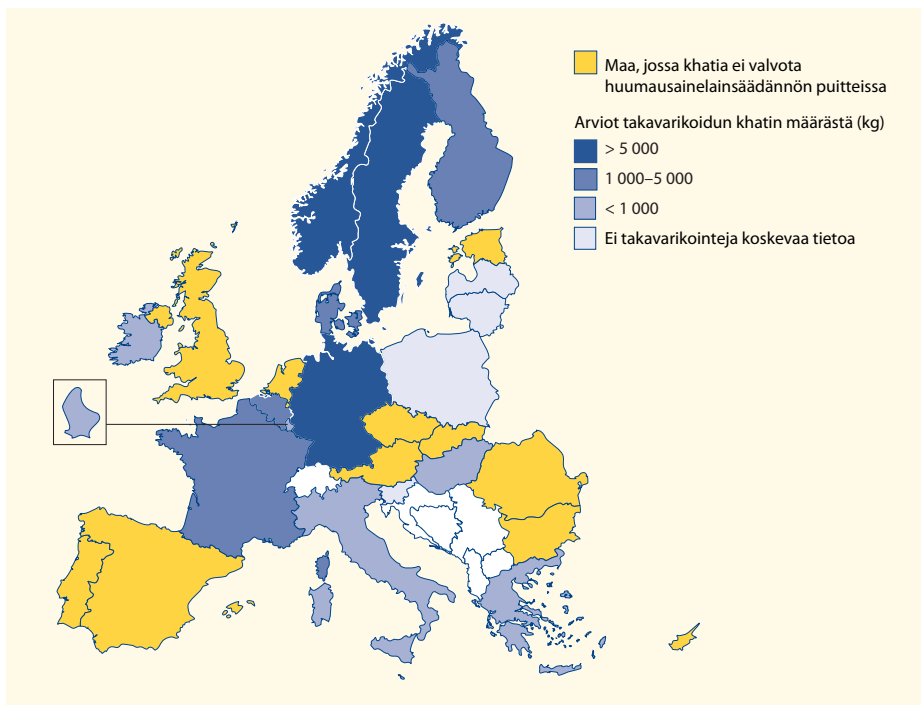 Maa, jossa khatia ei valvota
huumausainelainsäädännön puitteissa
Arviot takavarikoidun khatin määrästä (kg)
> 5 000
1 000–5 000
< 1 000
Ei takavarikointeja koskevaa tietoa